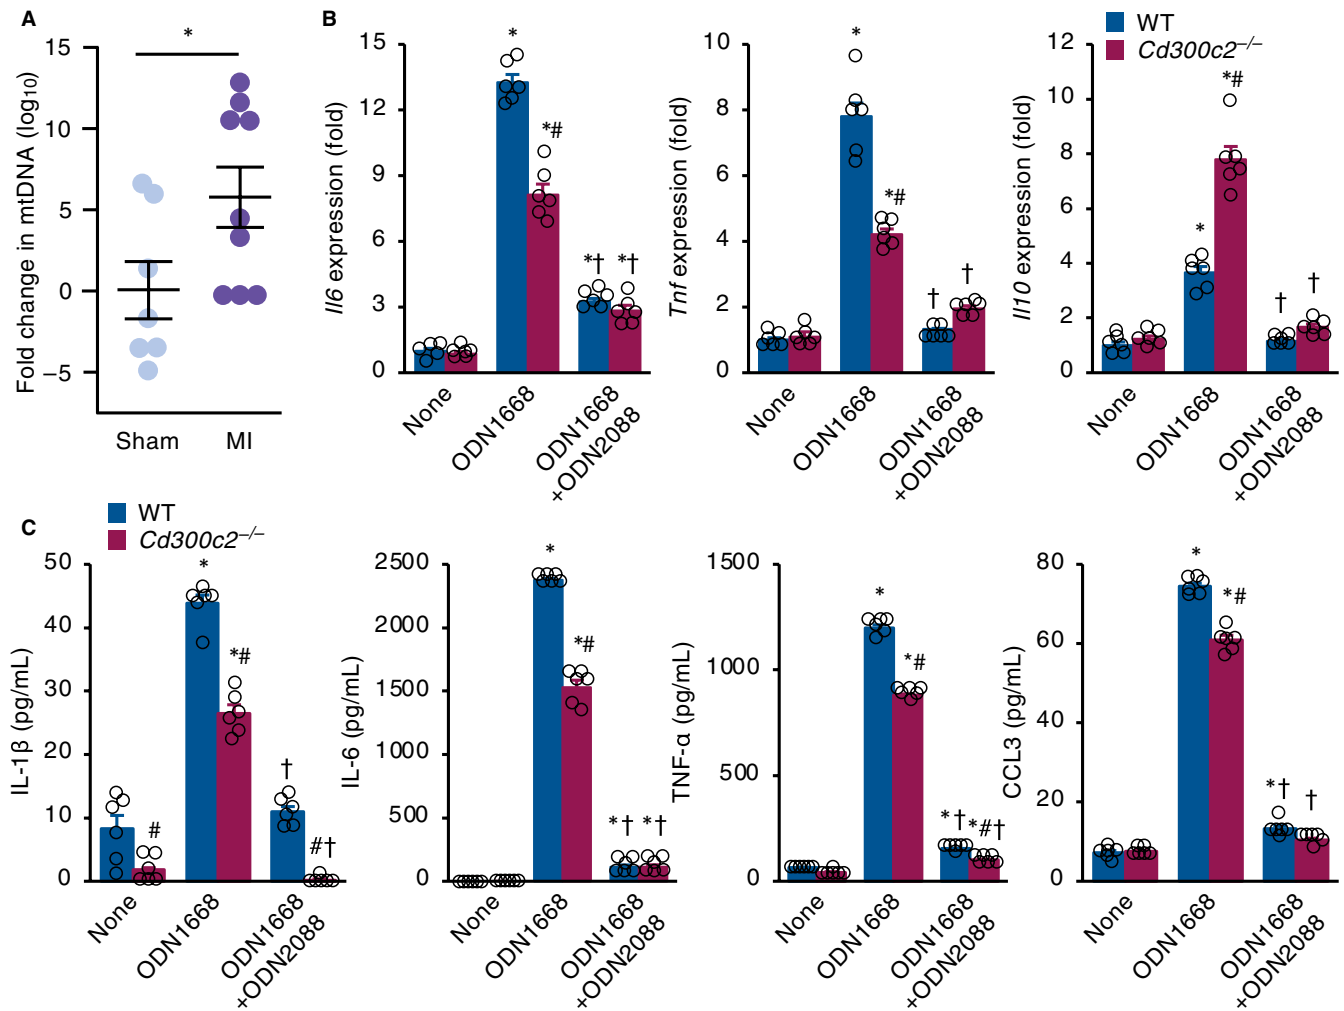 A
Fold change in mtDNA (log10)
15
10
5
0
−5
*
Sham
MI
B
WT
Cd300c2−/−
Il6 expression (fold)
15
12
9
6
3
0
*
*#
*†
*†
None
ODN1668
ODN1668
+ODN2088
Tnf expression (fold)
10
8
6
4
2
0
*
*#
†
†
None
ODN1668
ODN1668
+ODN2088
Il10 expression (fold)
12
10
8
6
4
2
0
*
*#
†
†
None
ODN1668
ODN1668
+ODN2088
C
WT
Cd300c2−/−
IL-1β (pg/mL)
50
40
30
20
10
0
#
*
*#
†
#†
None
ODN1668
ODN1668
+ODN2088
IL-6 (pg/mL)
2500
2000
1500
1000
500
0
*
*#
*†
*†
None
ODN1668
ODN1668
+ODN2088
TNF-α (pg/mL)
1500
1000
500
0
*
*#
*†
*#†
None
ODN1668
ODN1668
+ODN2088
CCL3 (pg/mL)
80
60
40
20
0
*
*#
*†
†
None
ODN1668
ODN1668
+ODN2088